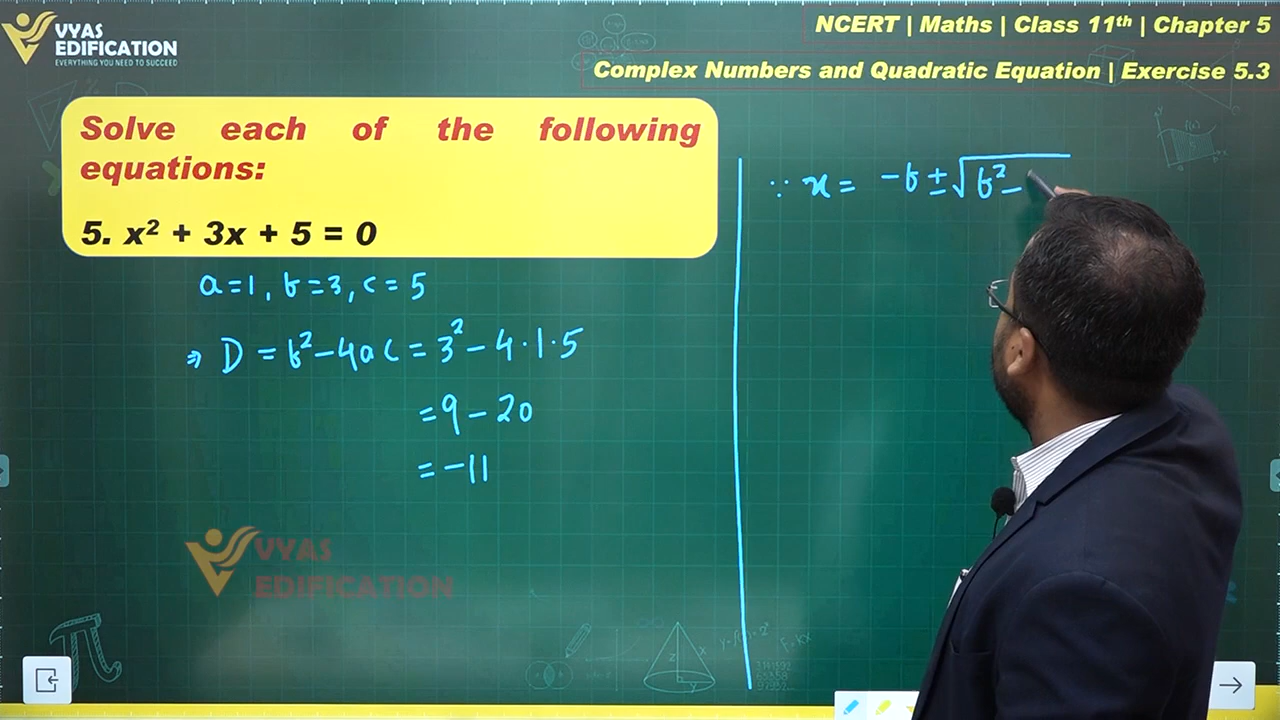 VYAS
EDIFICATION
EVERYTHING YOU NEED TO SUCCEED
NCERT | Maths | Class 11th | Chapter 5
Complex Numbers and Quadratic Equation | Exercise 5.3
Solve each of the following
equations:
5. x² + 3x + 5 = 0
a=1, b=3, c=5
⇒ D = b²-4ac = 3²-4·1·5
= 9-20
= -11
∵ x = -b ± √b² -
VYAS
EDIFICATION